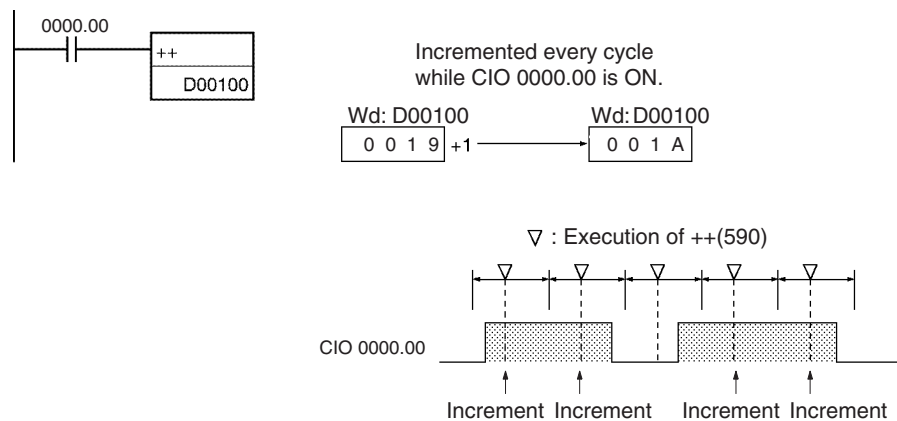 0000.00
++
D00100
Incremented every cycle
while CIO 0000.00 is ON.
Wd: D00100
Wd: D00100
0 0 1 9 +1
0 0 1 A
▽ : Execution of ++(590)
CIO 0000.00
Increment Increment Increment Increment